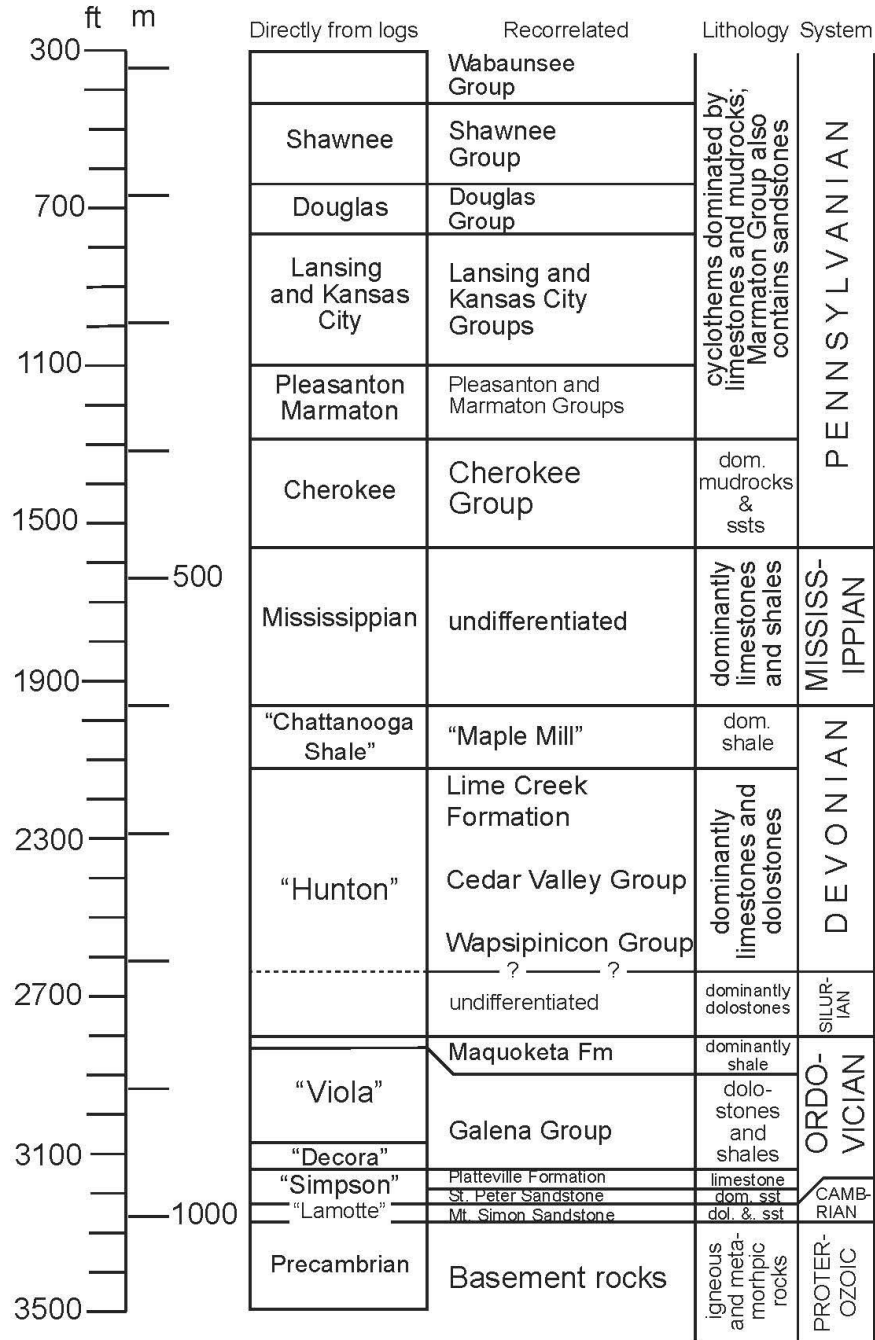 ft m
Directly from logs
Recorrelated
Lithology
System
300
700
1100
1500
1900
2300
2700
3100
3500
500
1000
Shawnee
Douglas
Lansing
and Kansas
City
Pleasanton
Marmaton
Cherokee
Mississippian
“Chattanooga
Shale”
“Hunton”
“Viola”
“Decora”
“Simpson”
“Lamotte”
Precambrian
Wabaunsee
Group
Shawnee
Group
Douglas
Group
Lansing and
Kansas City
Groups
Pleasanton and
Marmaton Groups
Cherokee
Group
undifferentiated
“Maple Mill”
Lime Creek
Formation
Cedar Valley Group
Wapsipinicon Group
? ?
undifferentiated
Maquoketa Fm
Galena Group
Platteville Formation
St. Peter Sandstone
Mt. Simon Sandstone
Basement rocks
cyclothems dominated by
limestones and mudrocks;
Marmaton Group also
contains sandstones
dom.
mudrocks
&
ssts
dominantly
limestones
and shales
dom.
shale
dominantly
limestones and
dolostones
dominantly
dolostones
dominantly
shale
dolo-
stones
and
shales
limestone
dom. sst
dol. &. sst
igneous
and meta-
morhpic
rocks
PENNSYLVANIAN
MISSISS-
IPPIAN
DEVONIAN
SILUR-
IAN
ORDO-
VICIAN
CAMB-
RIAN
PROTER-
OZOIC